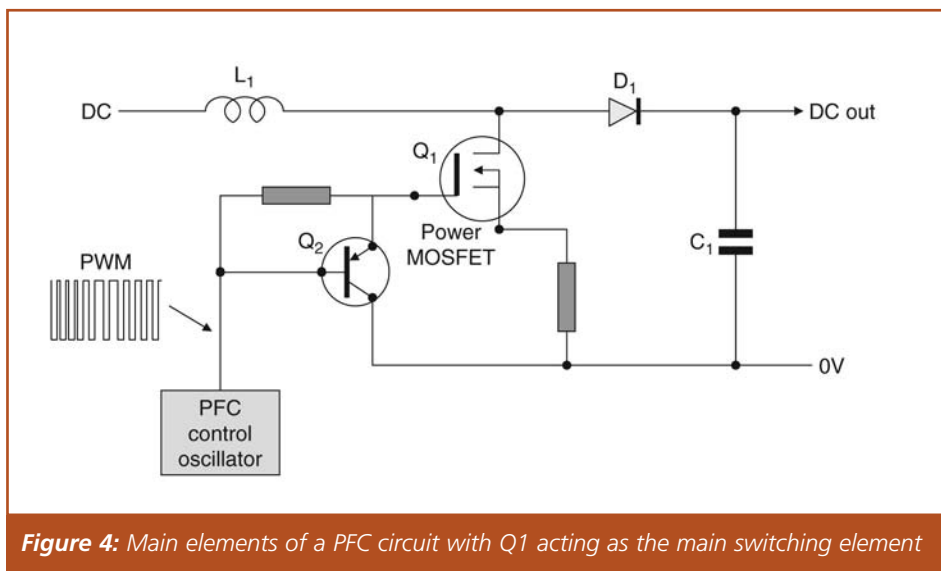 L₁
D₁
DC
DC out
Q₁
Q₂
Power
MOSFET
C₁
PWM
0V
PFC
control
oscillator
Figure 4: Main elements of a PFC circuit with Q1 acting as the main switching element